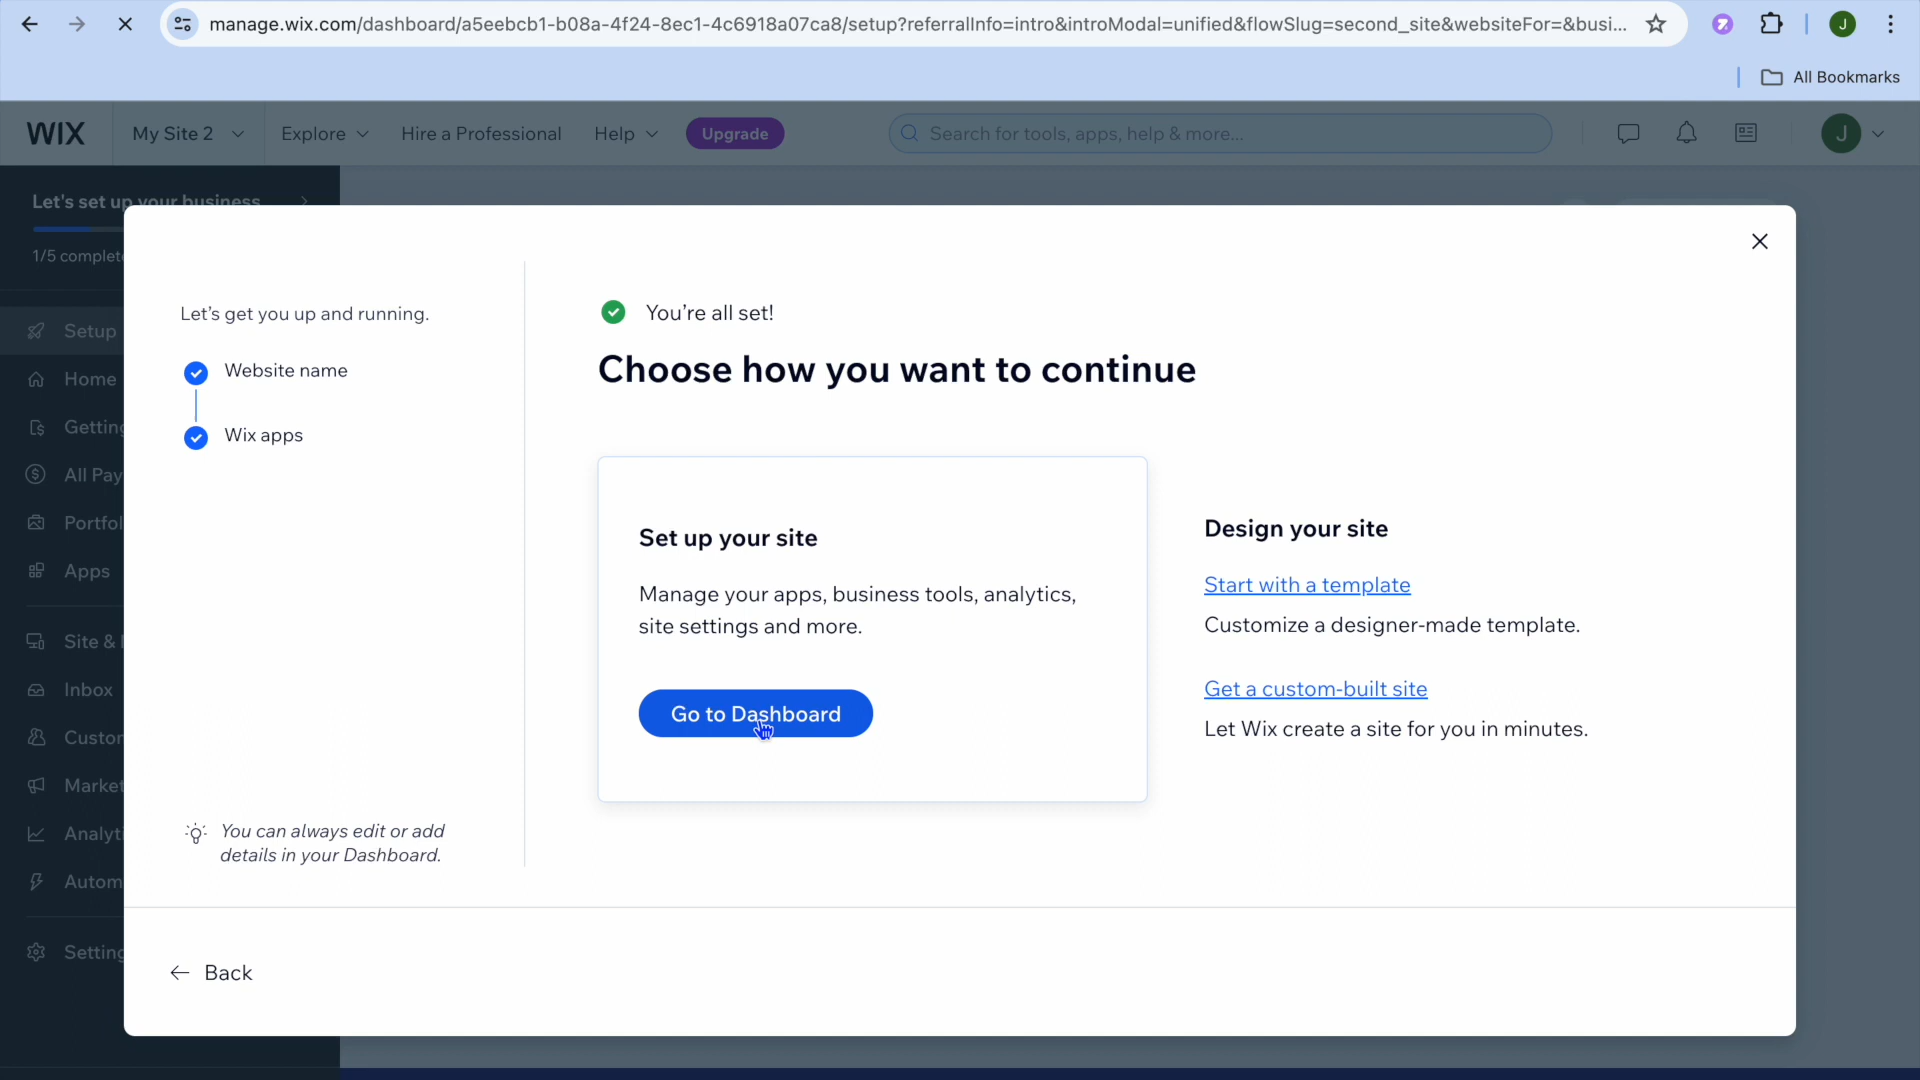 manage.wix.com/dashboard/a5eebcb1-b08a-4f24-8ec1-4c6918a07ca8/setup?referralInfo=intro&introModal=unified&flowSlug=second_site&websiteFor=&busi...
J
All Bookmarks
WIX
My Site 2
Explore
Hire a Professional
Help
Upgrade
Search for tools, apps, help & more...
J
Let's set up your business
1/5 complete
Setup
Home
Getting
All Pay
Portfol
Apps
Site &
Inbox
Custor
Market
Analyt
Autom
Setting
Let's get you up and running.
Website name
Wix apps
You can always edit or add
details in your Dashboard.
You're all set!
Choose how you want to continue
Set up your site
Manage your apps, business tools, analytics,
site settings and more.
Go to Dashboard
Design your site
Start with a template
Customize a designer-made template.
Get a custom-built site
Let Wix create a site for you in minutes.
Back